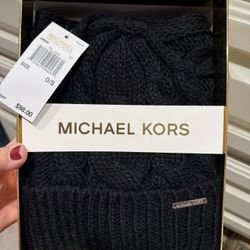 S/O
SIZE
$98.00
MICHAEL KORS
MICHAEL KORS